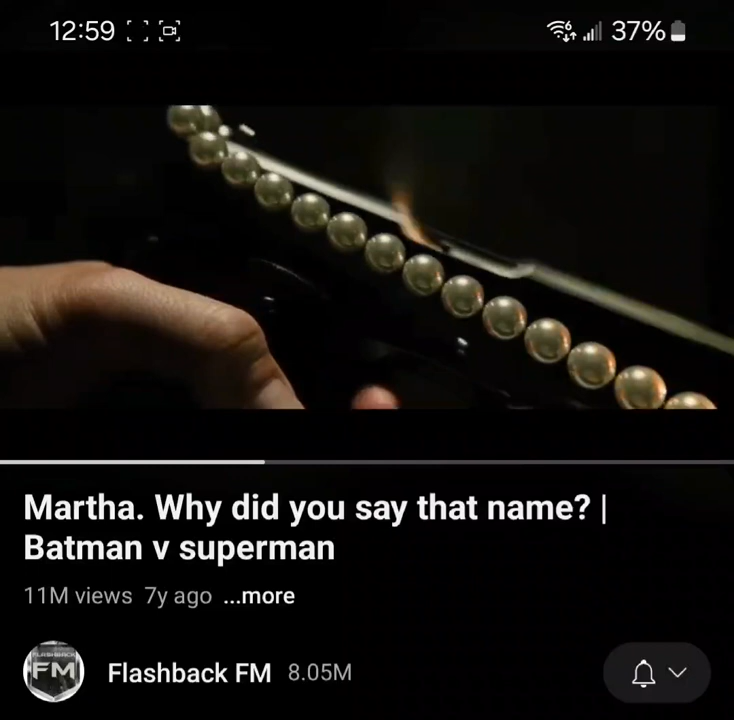 12:59
37%
Martha. Why did you say that name? |
Batman v superman
11M views 7y ago ...more
FLASHBACK
FM
Flashback FM 8.05M